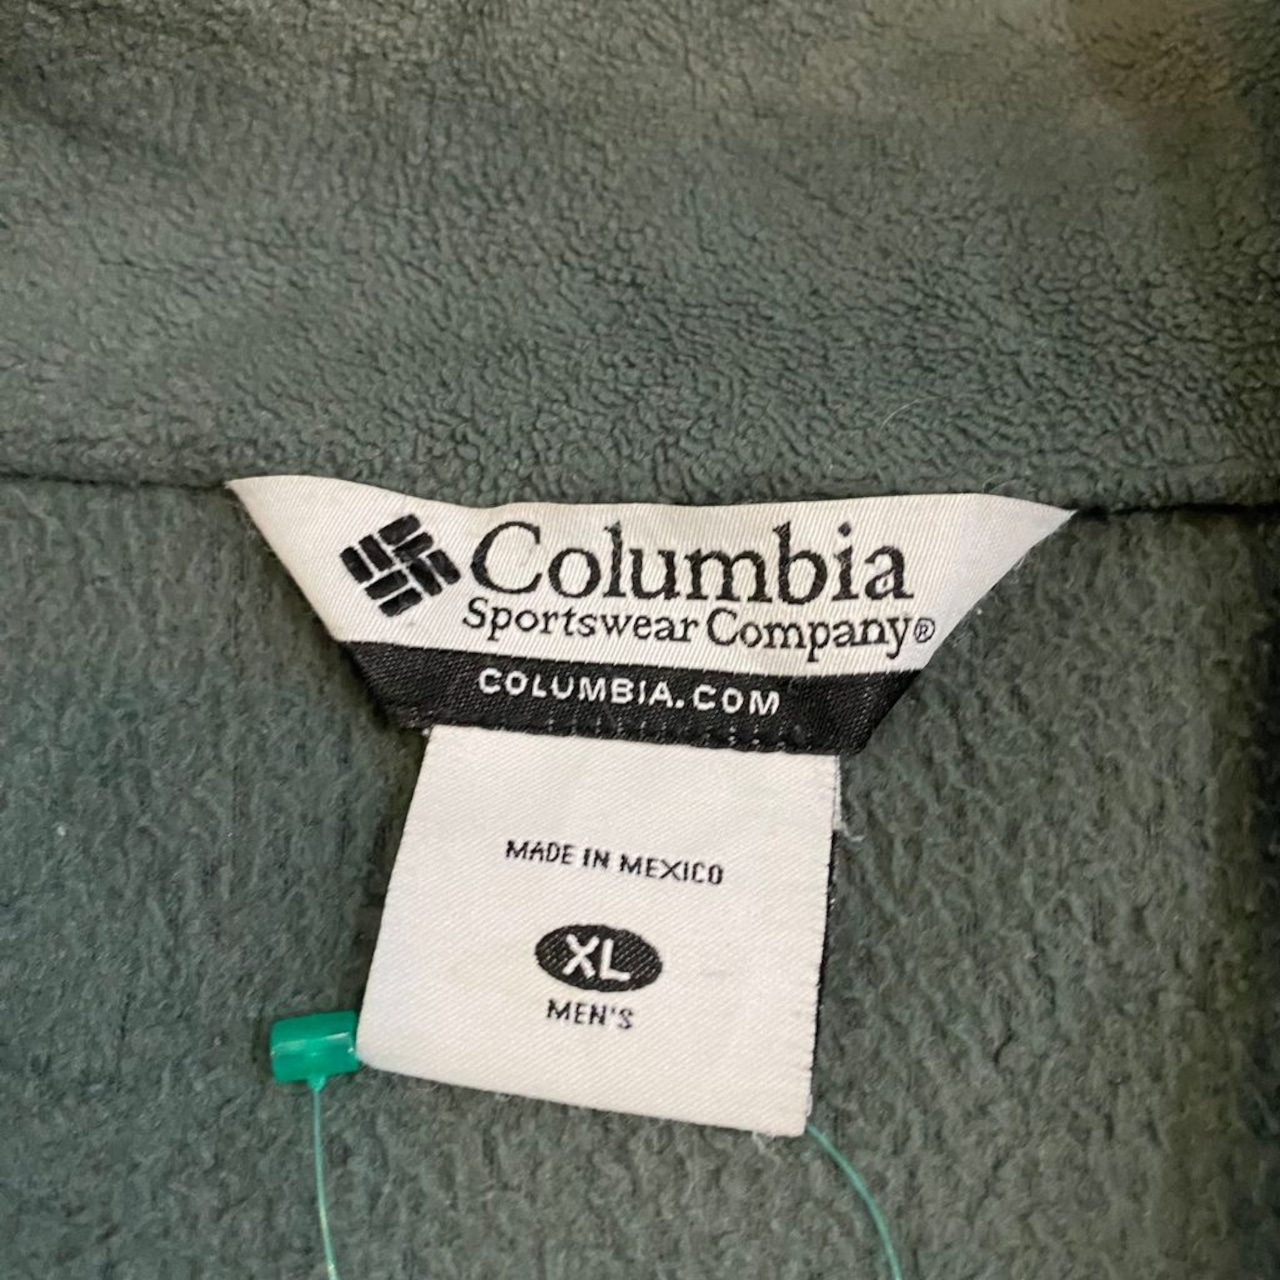 Columbia
Sportswear Company®
COLUMBIA.COM
MADE IN MEXICO
XL
MEN'S